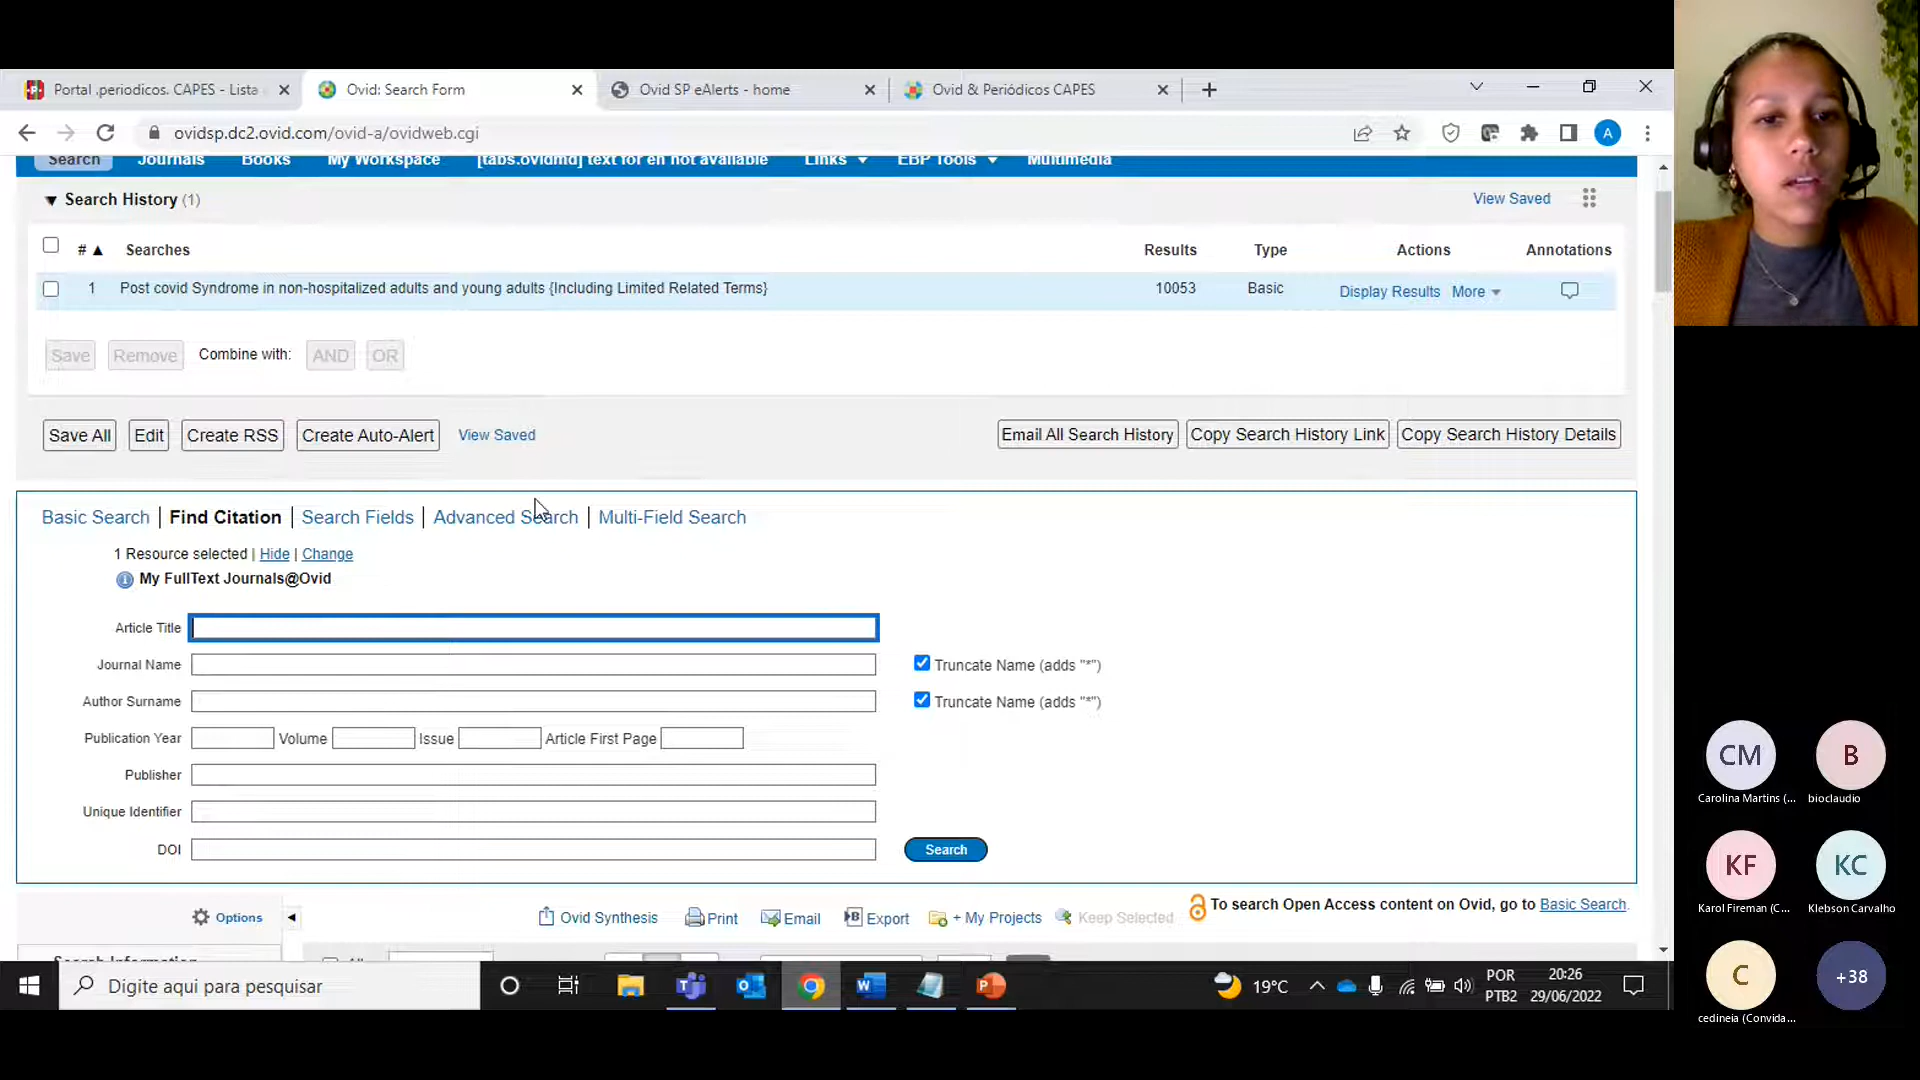 Portal .periodicos. CAPES - Lista
Ovid: Search Form
Ovid SP eAlerts - home
Ovid & Periódicos CAPES
ovidsp.dc2.ovid.com/ovid-a/ovidweb.cgi
A
Search Journals Books My Workspace [tabs.ovidmd] text for en not available Links EBP Tools Multimedia
Search History (1)
View Saved
# ▲ Searches Results Type Actions Annotations
1 Post covid Syndrome in non-hospitalized adults and young adults {Including Limited Related Terms} 10053 Basic Display Results More
Save Remove Combine with: AND OR
Save All Edit Create RSS Create Auto-Alert View Saved Email All Search History Copy Search History Link Copy Search History Details
Basic Search | Find Citation | Search Fields | Advanced Search | Multi-Field Search
1 Resource selected | Hide | Change
My FullText Journals@Ovid
Article Title
Journal Name Truncate Name (adds "*")
Author Surname Truncate Name (adds "*")
Publication Year Volume Issue Article First Page
Publisher
Unique Identifier
DOI Search
Options
Ovid Synthesis Print Email Export + My Projects Keep Selected
To search Open Access content on Ovid, go to Basic Search.
Digite aqui para pesquisar
19°C
POR
PTB2
20:26
29/06/2022
CM
Carolina Martins (...
B
bioclaudio
KF
Karol Fireman (C...
KC
Klebson Carvalho
C
cedineia (Convida...
+38